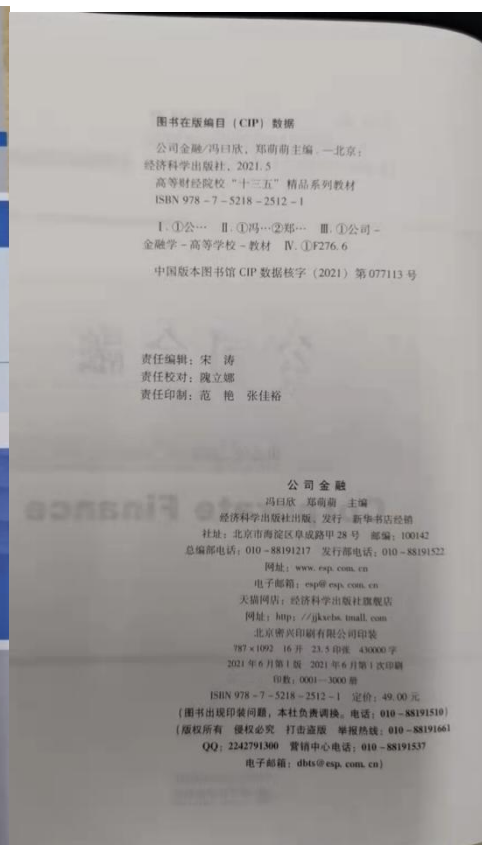 图书在版编目（CIP）数据
公司金融/冯曰欣，郑萌萌主编．—北京：
经济科学出版社，2021.5
高等财经院校“十三五”精品系列教材
ISBN 978-7-5218-2512-1
Ⅰ.①公… Ⅱ.①冯…②郑… Ⅲ.①公司-
金融学-高等学校-教材 Ⅳ.①F276.6
中国版本图书馆CIP数据核字（2021）第077113号
责任编辑：宋 涛
责任校对：隗立娜
责任印制：范 艳 张佳裕
公司金融
冯曰欣 郑萌萌 主编
经济科学出版社出版、发行 新华书店经销
社址：北京市海淀区阜成路甲28号 邮编：100142
总编部电话：010-88191217 发行部电话：010-88191522
网址：www.esp.com.cn
电子邮箱：esp@esp.com.cn
天猫网店：经济科学出版社旗舰店
网址：http://jjkxcbs.tmall.com
北京密兴印刷有限公司印装
787×1092 16开 23.5印张 430000字
2021年6月第1版 2021年6月第1次印刷
印数：0001—3000册
ISBN 978-7-5218-2512-1 定价：49.00元
（图书出现印装问题，本社负责调换。电话：010-88191510）
（版权所有 侵权必究 打击盗版 举报热线：010-88191661
QQ：2242791300 营销中心电话：010-88191537
电子邮箱：dbts@esp.com.cn）